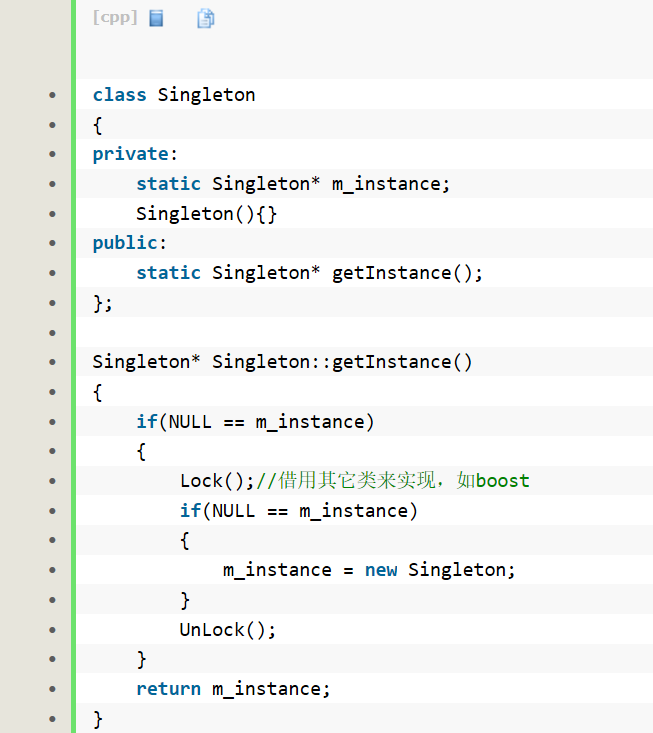 [cpp]
class Singleton
{
private:
    static Singleton* m_instance;
    Singleton(){}
public:
    static Singleton* getInstance();
};

Singleton* Singleton::getInstance()
{
    if(NULL == m_instance)
    {
        Lock();//借用其它类来实现，如boost
        if(NULL == m_instance)
        {
            m_instance = new Singleton;
        }
        UnLock();
    }
    return m_instance;
}